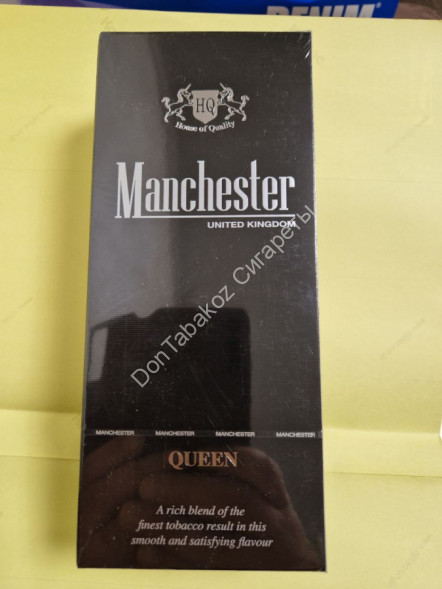 DENIM
HQ
House of Quality
Manchester
UNITED KINGDOM
DonTabakoz Сигареты
MANCHESTER MANCHESTER MANCHESTER MANCHESTER
QUEEN
A rich blend of the
finest tobacco result in this
smooth and satisfying flavour